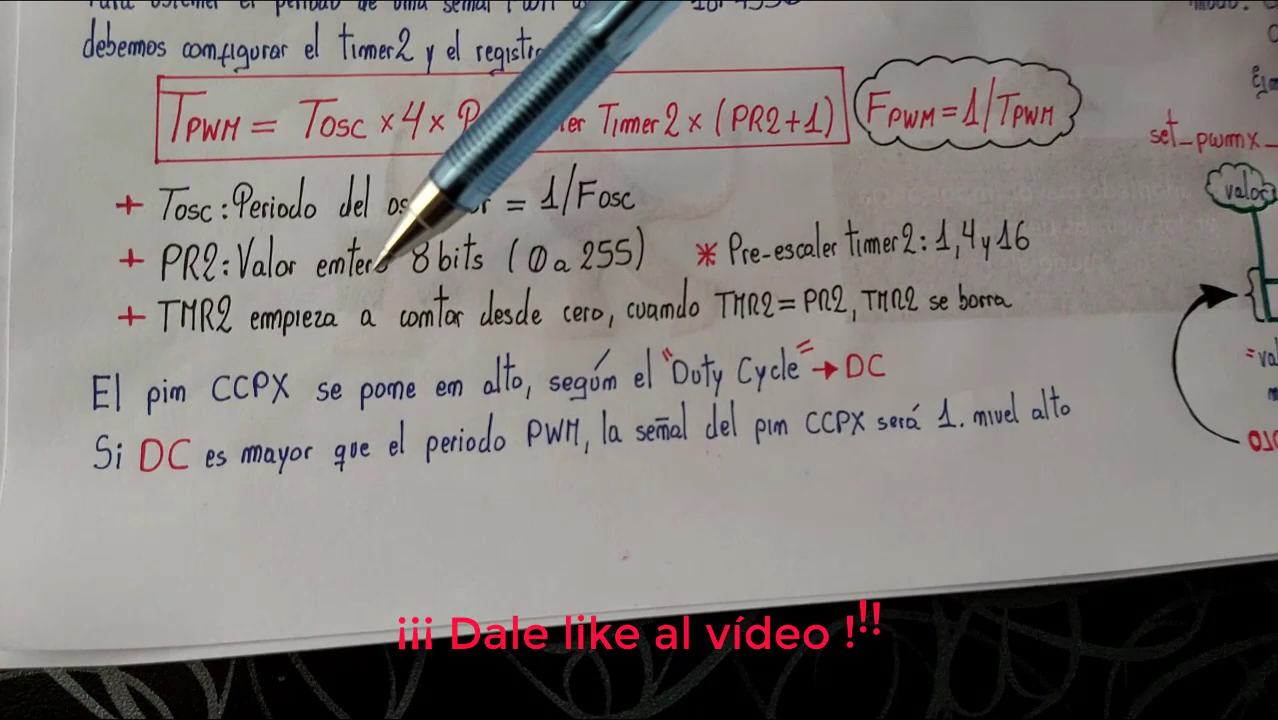 debemos configurar el timer2 y el registro
TPWM = Tosc x 4 x Timer2 x (PR2+1)
FPWM = 1/TPWM
set_pwmx_
+ Tosc: Periodo del = 1/Fosc
valor
+ PR2: Valor entero 8 bits (0 a 255) * Pre-escaler timer2: 1, 4 y 16
+ TMR2 empieza a contar desde cero, cuando TMR2 = PR2, TMR2 se borra
El pin CCPX se pone en alto, según el "Duty Cycle" → DC
Si DC es mayor que el periodo PWM, la señal del pin CCPX será 1. nivel alto
¡¡¡ Dale like al vídeo !!!